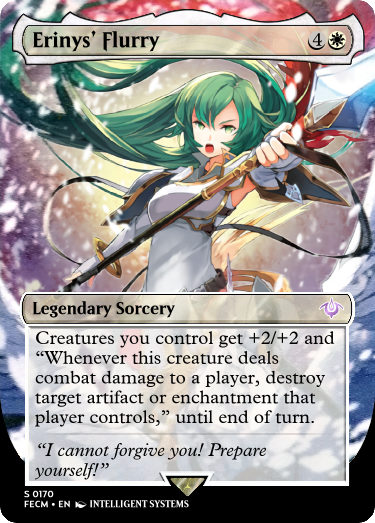 Erinys' Flurry 4
Legendary Sorcery
Creatures you control get +2/+2 and
“Whenever this creature deals
combat damage to a player, destroy
target artifact or enchantment that
player controls,” until end of turn.
“I cannot forgive you! Prepare
yourself!”
S 0170
FECM • EN INTELLIGENT SYSTEMS